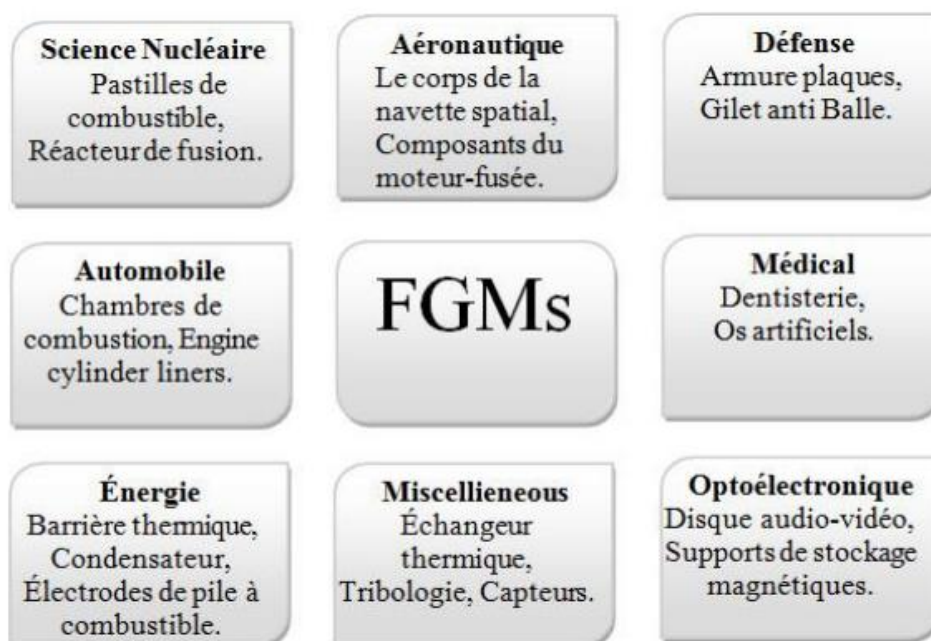 Science Nucléaire
Pastilles de
combustible,
Réacteur de fusion.
Aéronautique
Le corps de la
navette spatial,
Composants du
moteur-fusée.
Défense
Armure plaques,
Gilet anti Balle.
Automobile
Chambres de
combustion, Engine
cylinder liners.
FGMs
Médical
Dentisterie,
Os artificiels.
Énergie
Barrière thermique,
Condensateur,
Électrodes de pile à
combustible.
Miscellieneous
Échangeur
thermique,
Tribologie, Capteurs.
Optoélectronique
Disque audio-vidéo,
Supports de stockage
magnétiques.